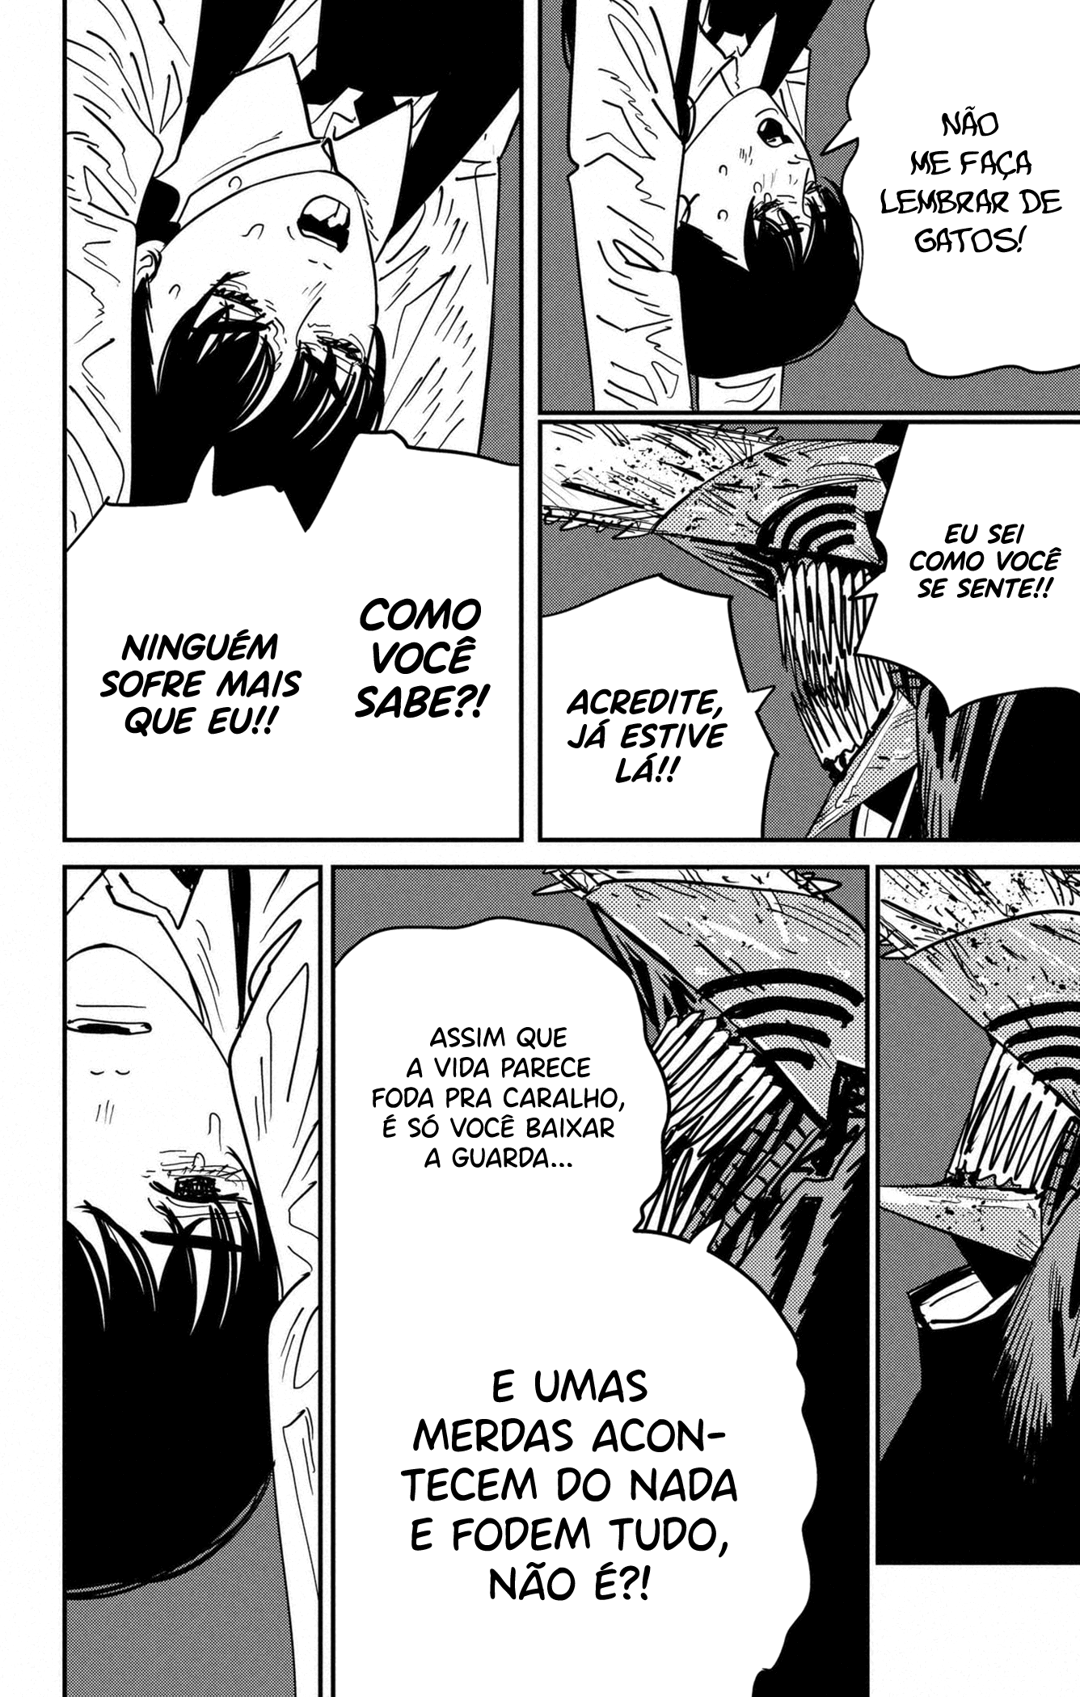 NÃO
ME FAÇA
LEMBRAR DE
GATOS!
EU SEI
COMO VOCÊ
SE SENTE!!
ACREDITE,
JÁ ESTIVE
LÁ!!
COMO
VOCÊ
SABE?!
NINGUÉM
SOFRE MAIS
QUE EU!!
ASSIM QUE
A VIDA PARECE
FODA PRA CARALHO,
É SÓ VOCÊ BAIXAR
A GUARDA...
E UMAS
MERDAS ACON-
TECEM DO NADA
E FODEM TUDO,
NÃO É?!